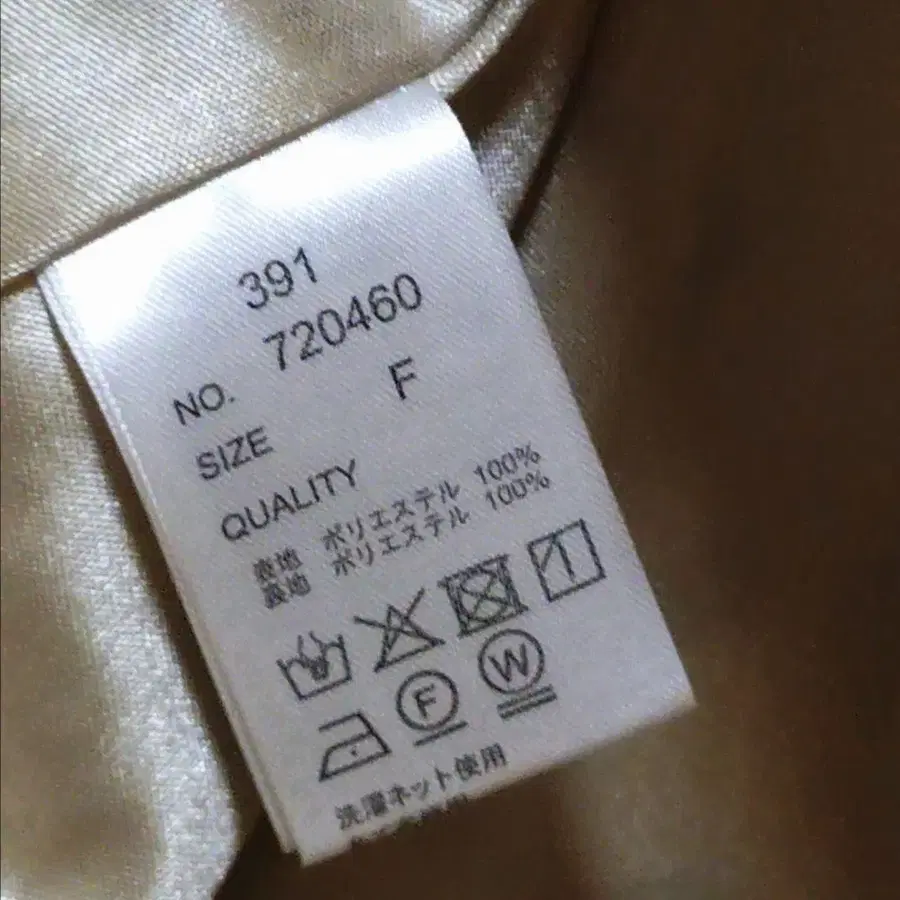 391
NO. 720460
SIZE F
QUALITY
表地 ポリエステル 100%
裏地 ポリエステル 100%
F
W
洗濯ネット使用